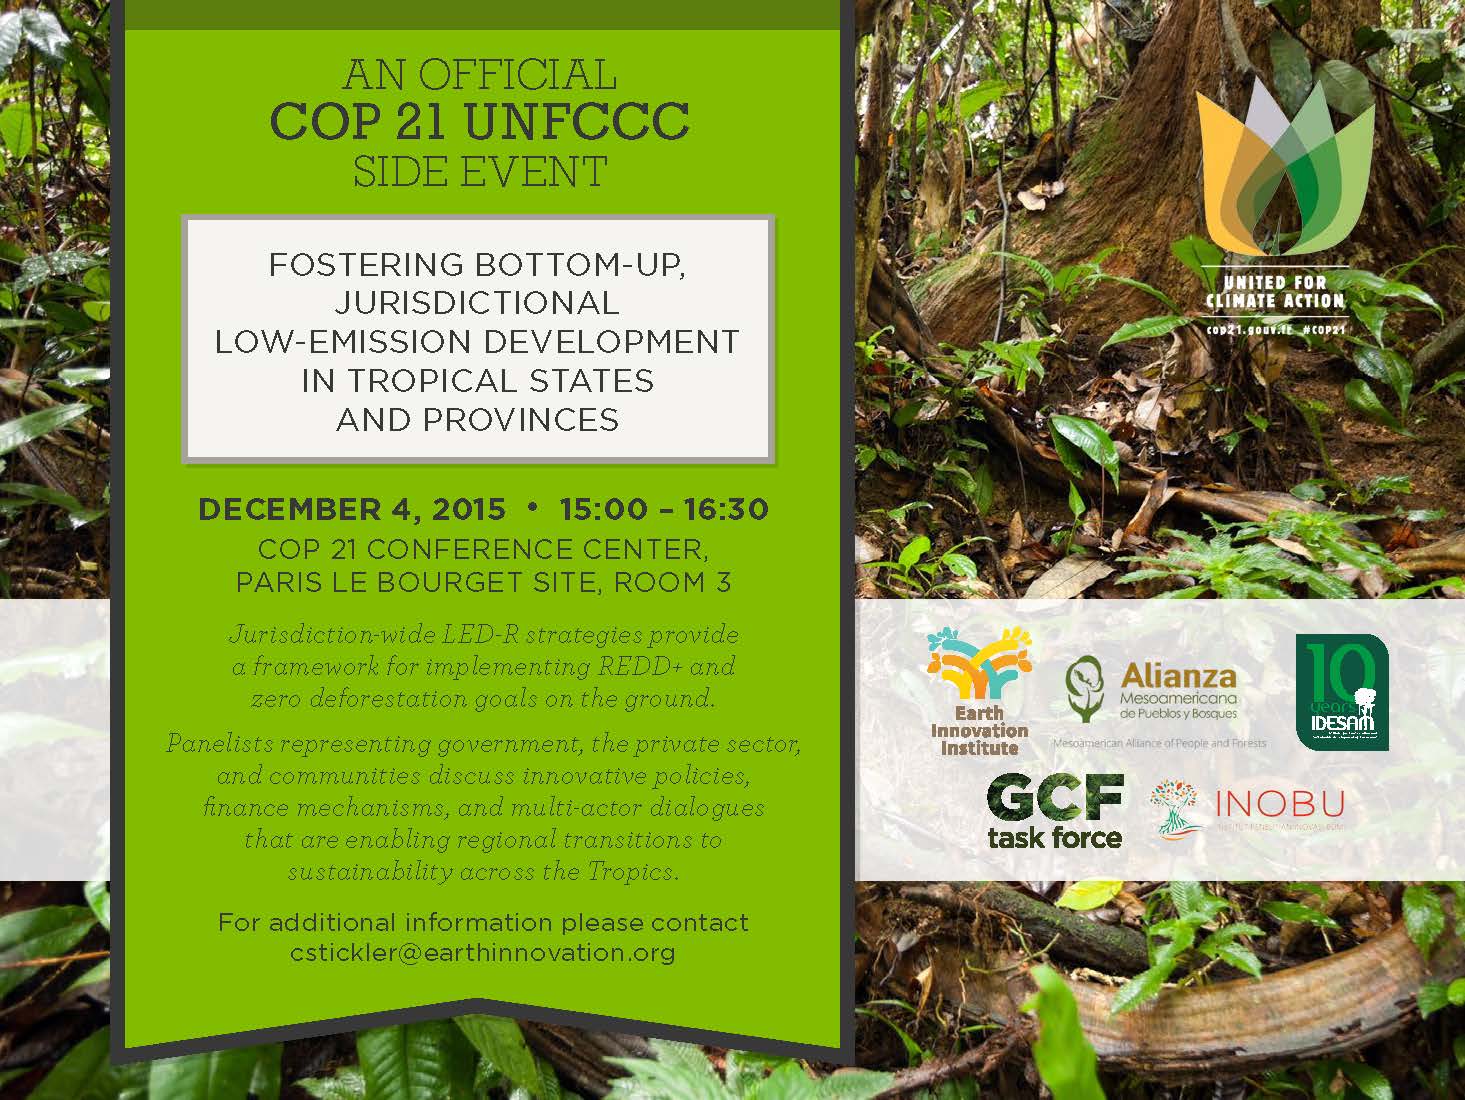 AN OFFICIAL
COP 21 UNFCCC
SIDE EVENT
FOSTERING BOTTOM-UP,
JURISDICTIONAL
LOW-EMISSION DEVELOPMENT
IN TROPICAL STATES
AND PROVINCES
DECEMBER 4, 2015 • 15:00 – 16:30
COP 21 CONFERENCE CENTER,
PARIS LE BOURGET SITE, ROOM 3
Jurisdiction-wide LED-R strategies provide
a framework for implementing REDD+ and
zero deforestation goals on the ground.
Panelists representing government, the private sector,
and communities discuss innovative policies,
finance mechanisms, and multi-actor dialogues
that are enabling regional transitions to
sustainability across the Tropics.
For additional information please contact
cstickler@earthinnovation.org
UNITED FOR
CLIMATE ACTION
cop21.gouv.fr #COP21
Earth
Innovation
Institute
Alianza
Mesoamericana
de Pueblos y Bosques
Mesoamerican Alliance of People and Forests
10
years
IDESAM
GCF
task force
INOBU